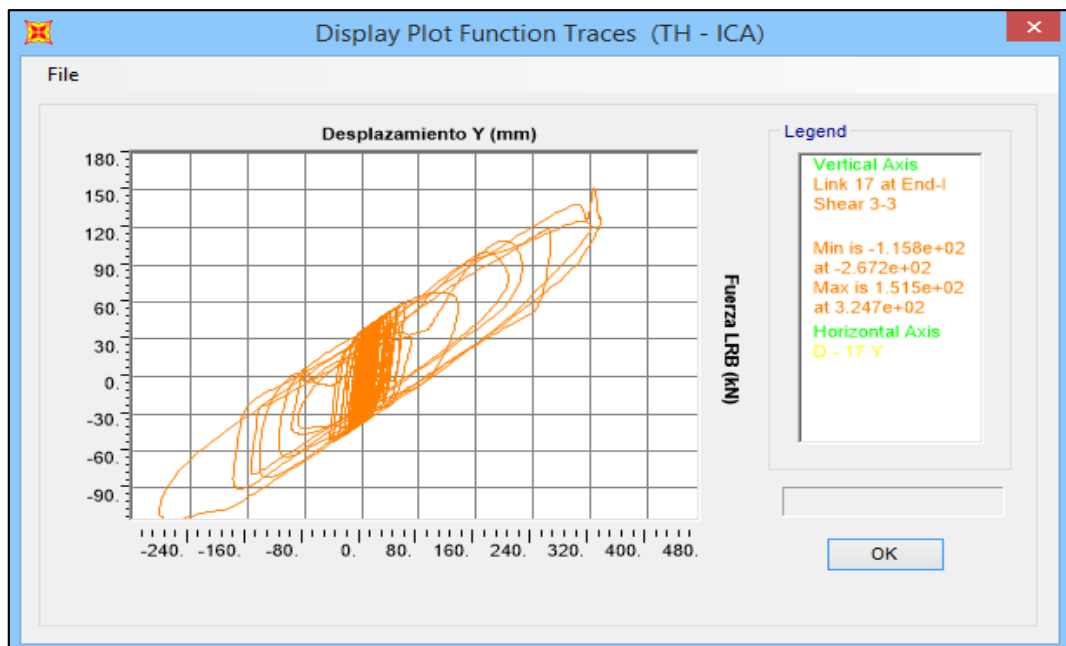 Display Plot Function Traces (TH - ICA)
File
Desplazamiento Y (mm)
180.
150.
120.
90.
60.
30.
0.
-30.
-60.
-90.
-240. -160. -80. 0. 80. 160. 240. 320. 400. 480.
Fuerza LRB (kN)
Legend
Vertical Axis
Link 17 at End-I
Shear 3-3
Min is -1.158e+02
at -2.672e+02
Max is 1.515e+02
at 3.247e+02
Horizontal Axis
D - 17 Y
OK